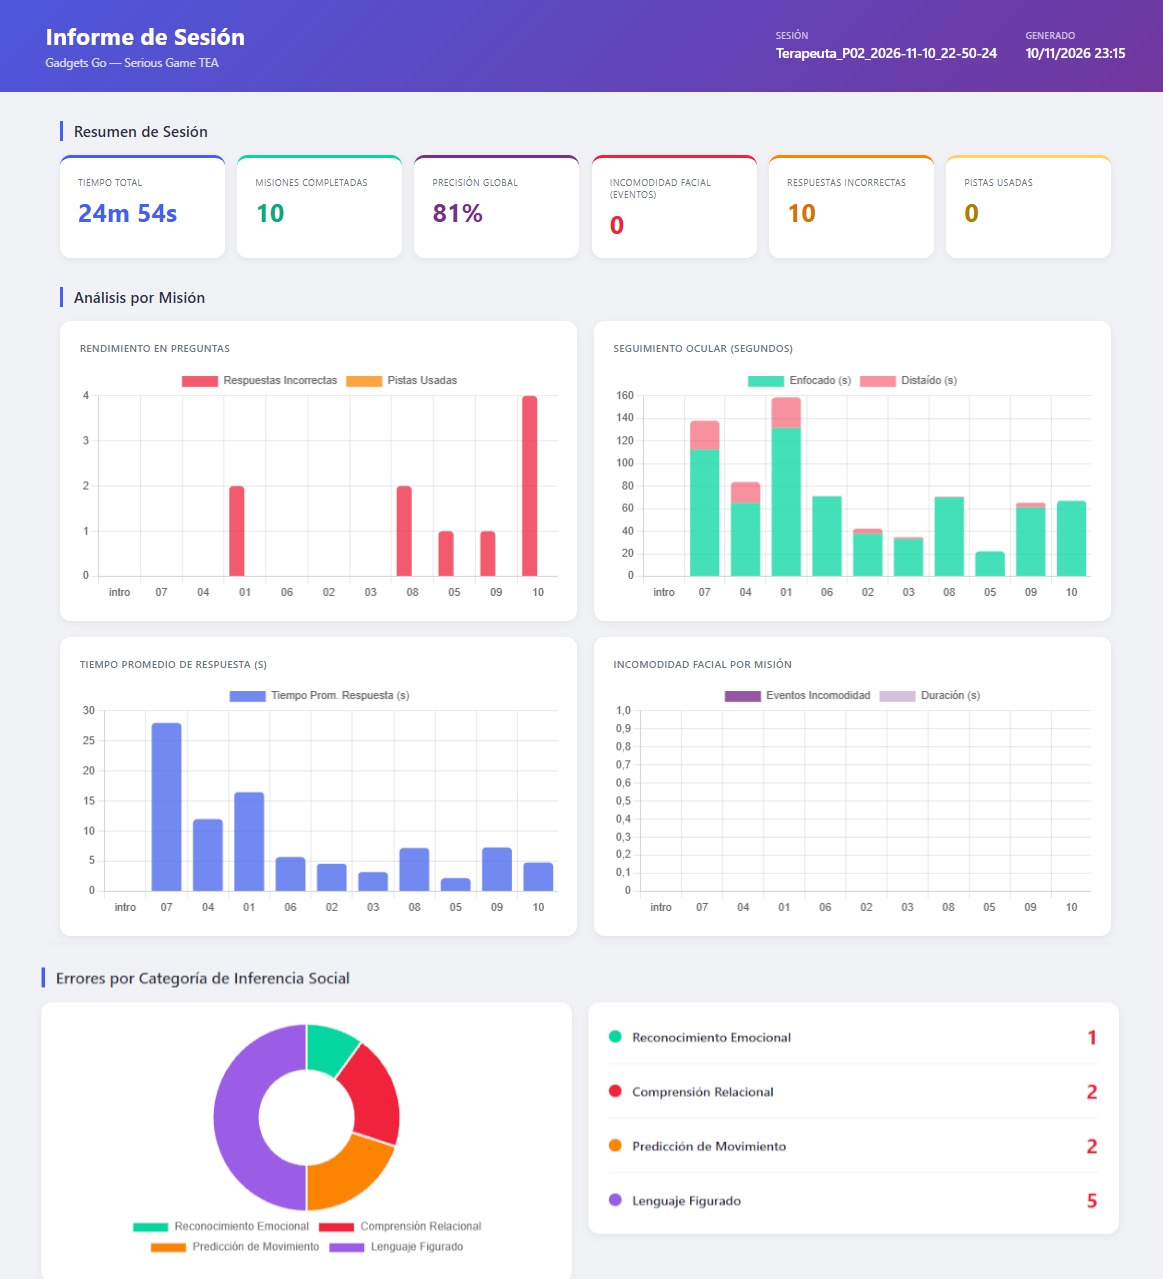 Informe de Sesión
Gadgets Go — Serious Game TEA
SESIÓN
Terapeuta_P02_2026-11-10_22-50-24
GENERADO
10/11/2026 23:15
Resumen de Sesión
TIEMPO TOTAL
24m 54s
MISIONES COMPLETADAS
10
PRECISIÓN GLOBAL
81%
INCOMODIDAD FACIAL
(EVENTOS)
0
RESPUESTAS INCORRECTAS
10
PISTAS USADAS
0
Análisis por Misión
RENDIMIENTO EN PREGUNTAS
Respuestas Incorrectas Pistas Usadas
4
3
2
1
0
intro 07 04 01 06 02 03 08 05 09 10
SEGUIMIENTO OCULAR (SEGUNDOS)
Enfocado (s) Distaído (s)
160
140
120
100
80
60
40
20
0
intro 07 04 01 06 02 03 08 05 09 10
TIEMPO PROMEDIO DE RESPUESTA (S)
Tiempo Prom. Respuesta (s)
30
25
20
15
10
5
0
intro 07 04 01 06 02 03 08 05 09 10
INCOMODIDAD FACIAL POR MISIÓN
Eventos Incomodidad Duración (s)
1,0
0,9
0,8
0,7
0,6
0,5
0,4
0,3
0,2
0,1
0
intro 07 04 01 06 02 03 08 05 09 10
Errores por Categoría de Inferencia Social
Reconocimiento Emocional Comprensión Relacional
Predicción de Movimiento Lenguaje Figurado
Reconocimiento Emocional 1
Comprensión Relacional 2
Predicción de Movimiento 2
Lenguaje Figurado 5